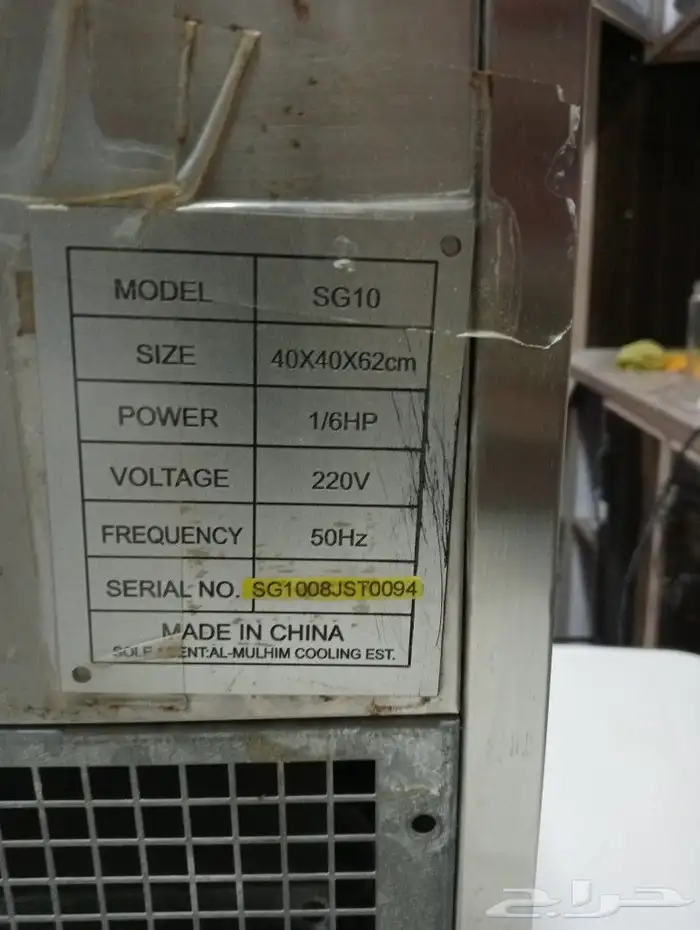 MODEL SG10
SIZE 40X40X62cm
POWER 1/6HP
VOLTAGE 220V
FREQUENCY 50Hz
SERIAL NO. SG1008JST0094
MADE IN CHINA
SOLE AGENT:AL-MULHIM COOLING EST.
حراج